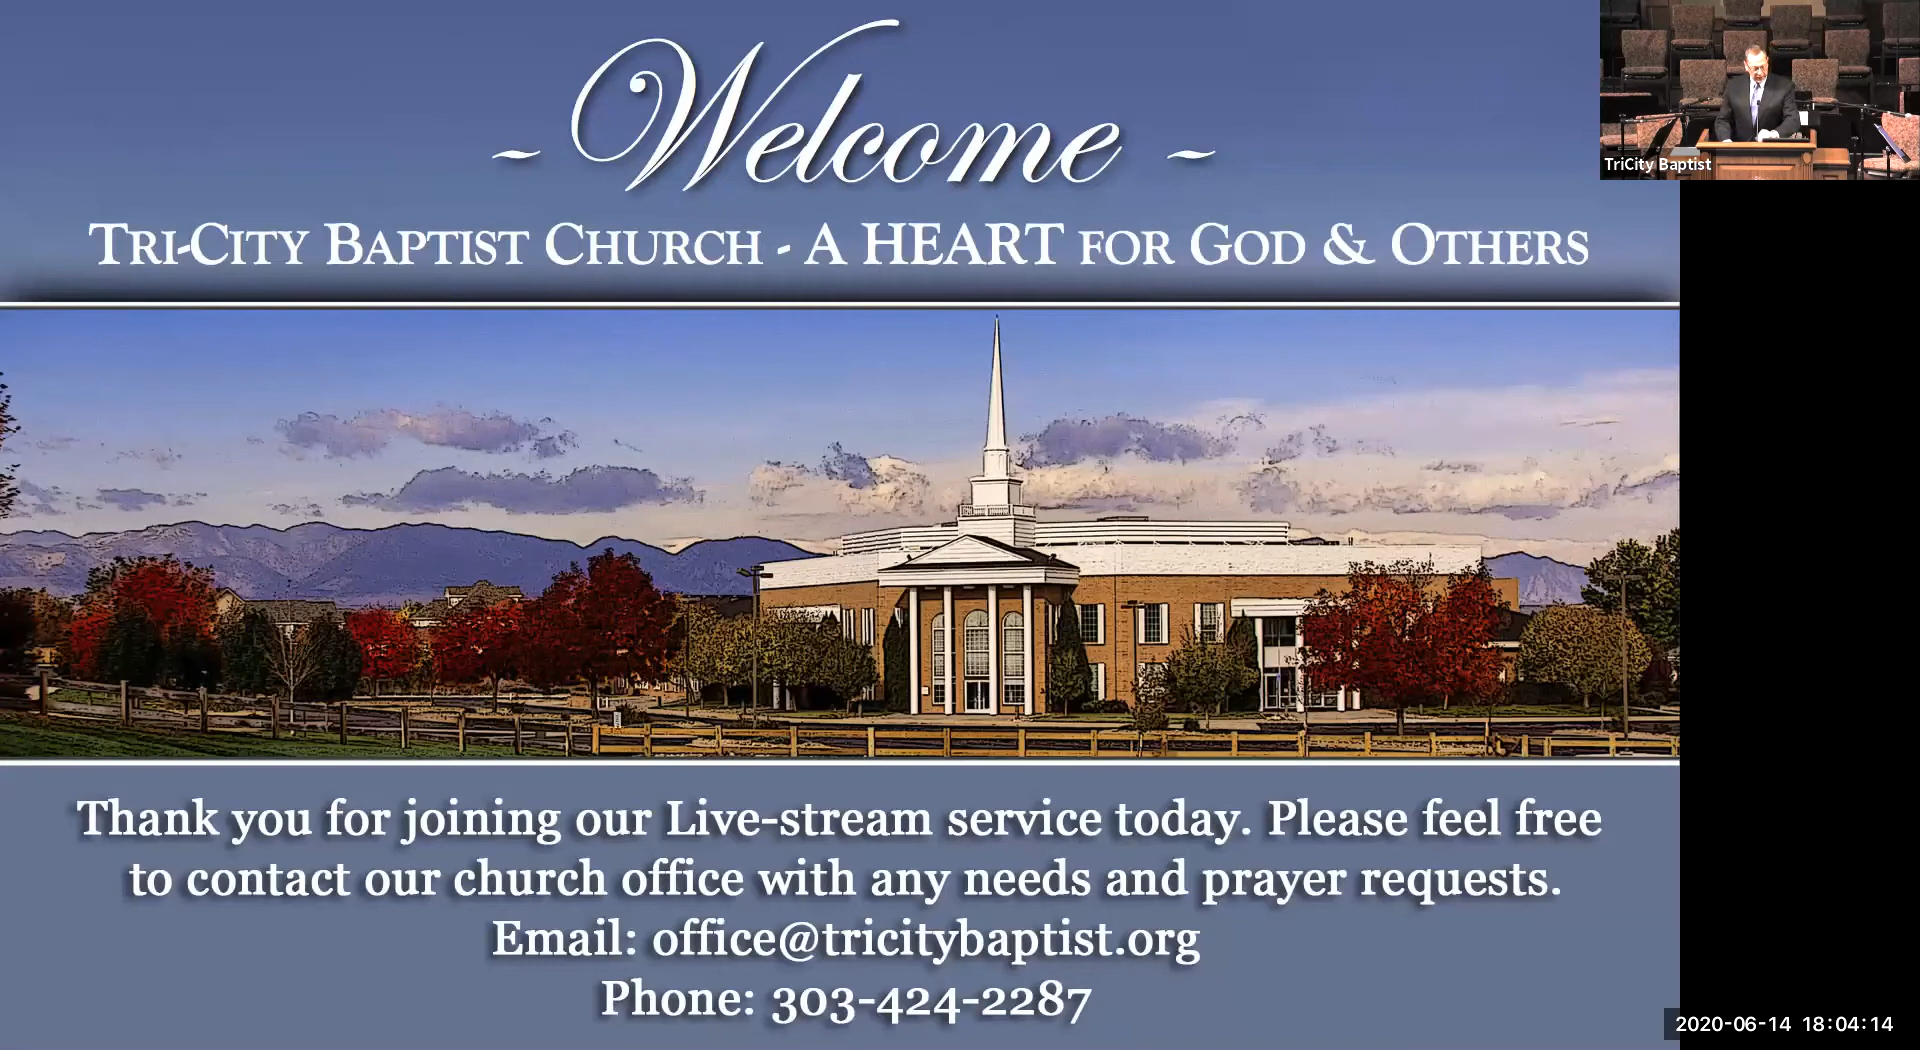 - Welcome -
TRI-CITY BAPTIST CHURCH - A HEART FOR GOD & OTHERS
TriCity Baptist
Thank you for joining our Live-stream service today. Please feel free
to contact our church office with any needs and prayer requests.
Email: office@tricitybaptist.org
Phone: 303-424-2287
2020-06-14 18:04:14